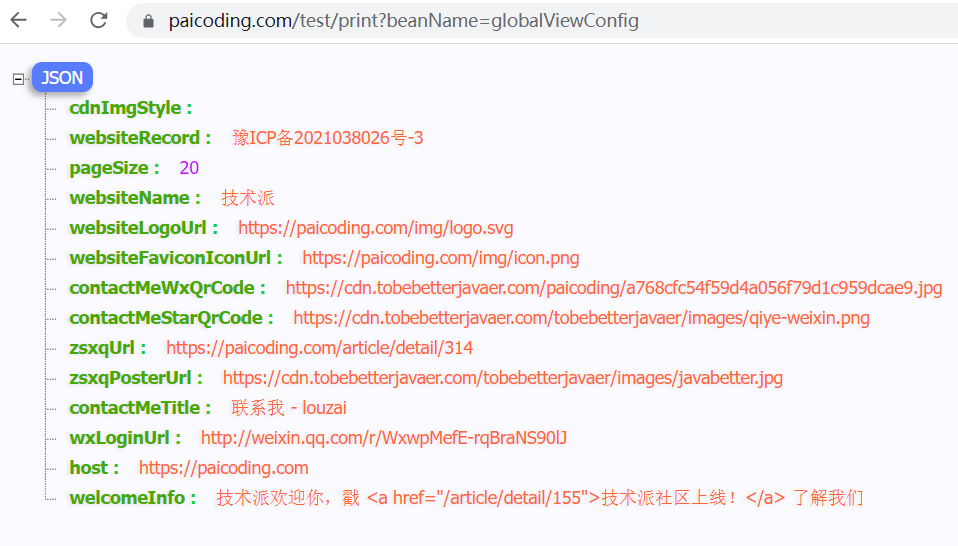 paicoding.com/test/print?beanName=globalViewConfig
JSON
cdnImgStyle :
websiteRecord : 豫ICP备2021038026号-3
pageSize : 20
websiteName : 技术派
websiteLogoUrl : https://paicoding.com/img/logo.svg
websiteFaviconIconUrl : https://paicoding.com/img/icon.png
contactMeWxQrCode : https://cdn.tobebetterjavaer.com/paicoding/a768cfc54f59d4a056f79d1c959dcae9.jpg
contactMeStarQrCode : https://cdn.tobebetterjavaer.com/tobebetterjavaer/images/qiye-weixin.png
zsxqUrl : https://paicoding.com/article/detail/314
zsxqPosterUrl : https://cdn.tobebetterjavaer.com/tobebetterjavaer/images/javabetter.jpg
contactMeTitle : 联系我 - louzai
wxLoginUrl : http://weixin.qq.com/r/WxwpMefE-rqBraNS90lJ
host : https://paicoding.com
welcomeInfo : 技术派欢迎你，戳 <a href="/article/detail/155">技术派社区上线！</a> 了解我们